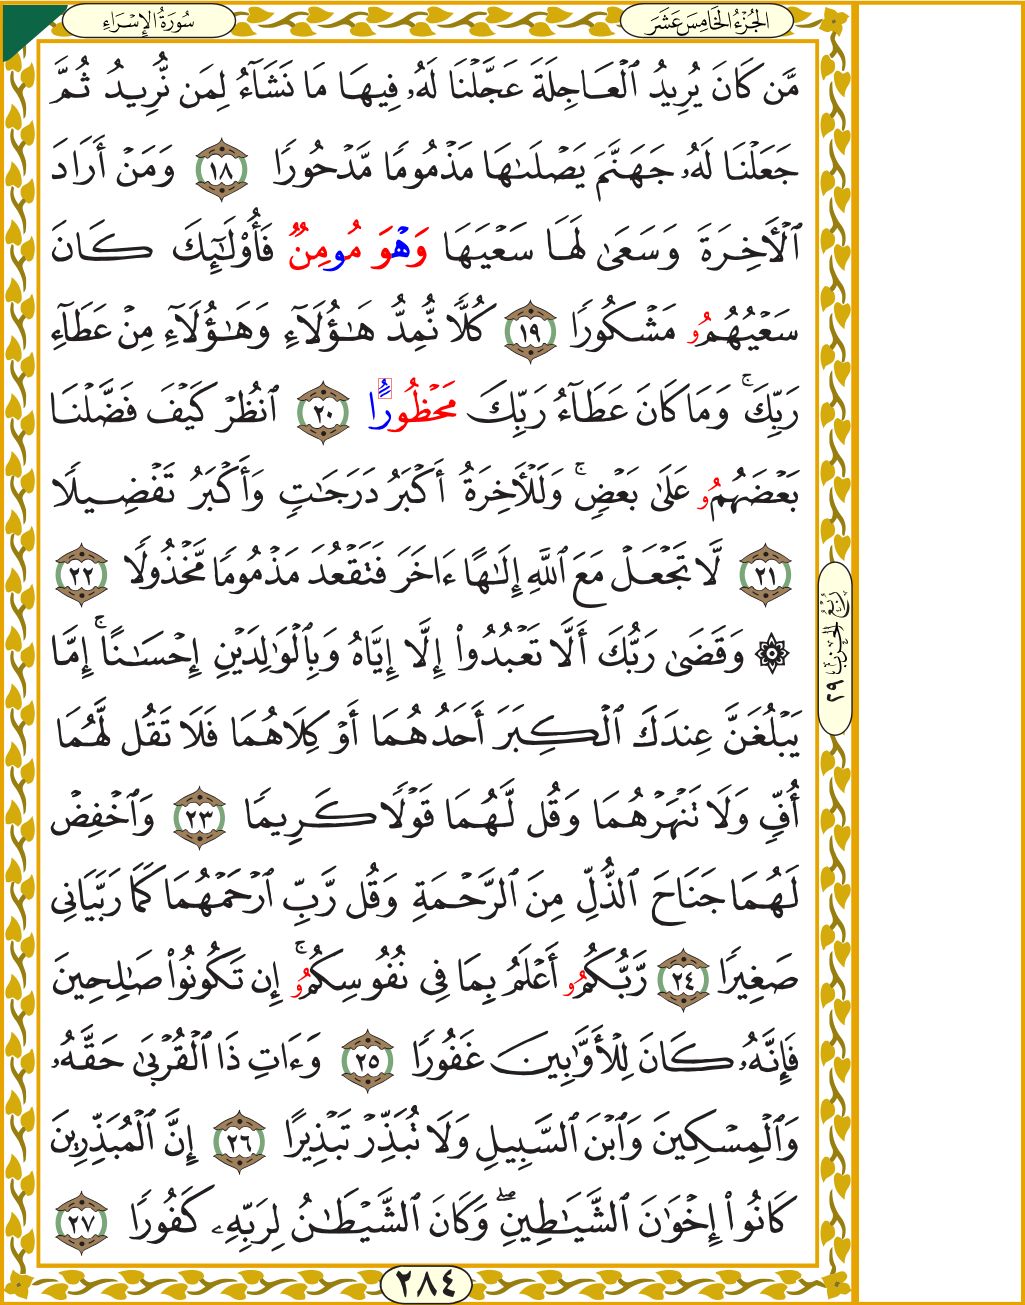 سُورَةُ الإِسْرَاءِ
الجُزْءُ الخَامِسَ عَشَرَ
مَّن كَانَ يُرِيدُ ٱلْعَاجِلَةَ عَجَّلْنَا لَهُۥ فِيهَا مَا نَشَآءُ لِمَن نُّرِيدُ ثُمَّ
جَعَلْنَا لَهُۥ جَهَنَّمَ يَصْلَىٰهَا مَذْمُومًا مَّدْحُورًا ١٨ وَمَنْ أَرَادَ
ٱلْأَخِرَةَ وَسَعَىٰ لَهَا سَعْيَهَا وَهْوَ مُومِنٌ فَأُوْلَٰٓئِكَ كَانَ
سَعْيُهُمُۥ مَشْكُورًا ١٩ كُلًّا نُّمِدُّ هَٰٓؤُلَآءِ وَهَٰٓؤُلَآءِ مِنْ عَطَآءِ
رَبِّكَۚ وَمَا كَانَ عَطَآءُ رَبِّكَ مَحْظُورًا ٢٠ ٱنظُرْ كَيْفَ فَضَّلْنَا
بَعْضَهُمُۥ عَلَىٰ بَعْضٍۚ وَلَلْأَخِرَةُ أَكْبَرُ دَرَجَٰتٍ وَأَكْبَرُ تَفْضِيلًا
٢١ لَّا تَجْعَلْ مَعَ ٱللَّهِ إِلَٰهًا ءَاخَرَ فَتَقْعُدَ مَذْمُومًا مَّخْذُولًا ٢٢
۞ وَقَضَىٰ رَبُّكَ أَلَّا تَعْبُدُوا۟ إِلَّا إِيَّاهُ وَبِٱلْوَٰلِدَيْنِ إِحْسَٰنًاۚ إِمَّا
يَبْلُغَنَّ عِندَكَ ٱلْكِبَرَ أَحَدُهُمَا أَوْ كِلَاهُمَا فَلَا تَقُل لَّهُمَا
أُفٍّ وَلَا تَنْهَرْهُمَا وَقُل لَّهُمَا قَوْلًا كَرِيمًا ٢٣ وَٱخْفِضْ
لَهُمَا جَنَاحَ ٱلذُّلِّ مِنَ ٱلرَّحْمَةِ وَقُل رَّبِّ ٱرْحَمْهُمَا كَمَا رَبَّيَانِى
صَغِيرًا ٢٤ رَّبُّكُمُۥ أَعْلَمُ بِمَا فِى نُفُوسِكُمُۥۚ إِن تَكُونُوا۟ صَٰلِحِينَ
فَإِنَّهُۥ كَانَ لِلْأَوَّٰبِينَ غَفُورًا ٢٥ وَءَاتِ ذَا ٱلْقُرْبَىٰ حَقَّهُۥ
وَٱلْمِسْكِينَ وَٱبْنَ ٱلسَّبِيلِ وَلَا تُبَذِّرْ تَبْذِيرًا ٢٦ إِنَّ ٱلْمُبَذِّرِينَ
كَانُوا۟ إِخْوَٰنَ ٱلشَّيَٰطِينِۖ وَكَانَ ٱلشَّيْطَٰنُ لِرَبِّهِۦ كَفُورًا ٢٧
رُبْعُ الحِزْبِ ٢٩
٢٨٤